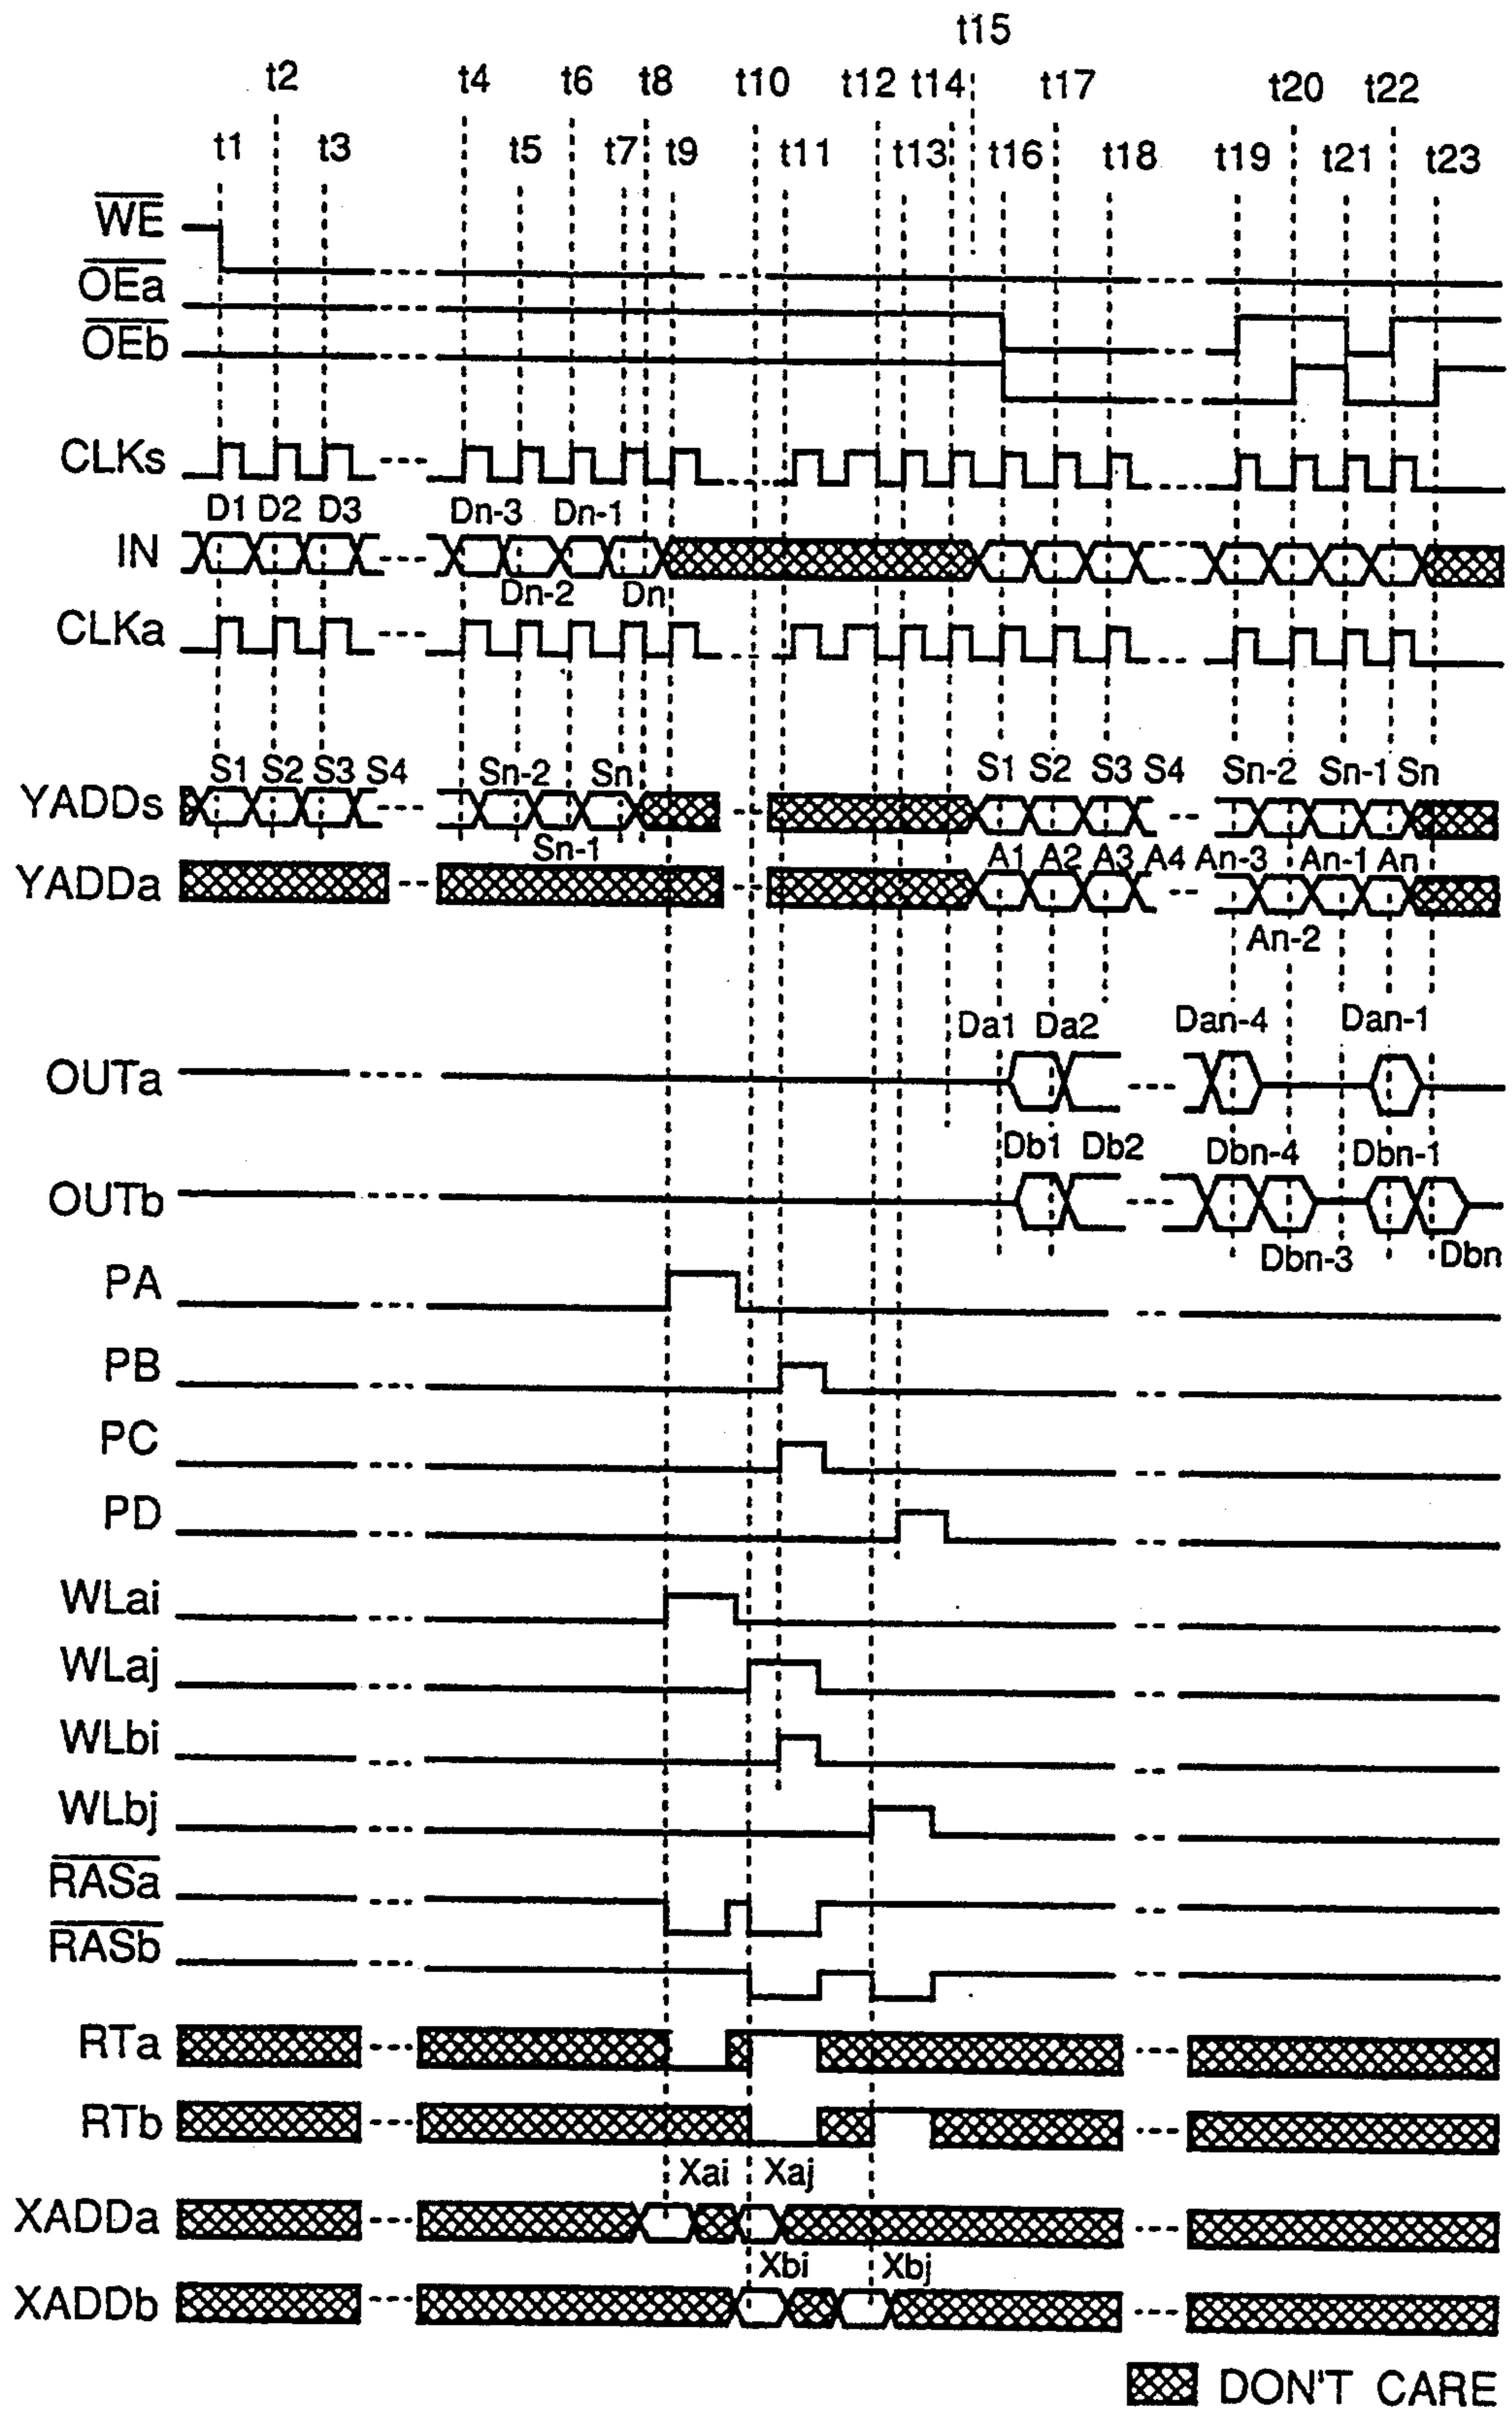 t15
t2 t4 t6 t8 t10 t12 t14 t17 t20 t22
t1 t3 t5 t7 t9 t11 t13 t16 t18 t19 t21 t23
WE
OEa
OEb
CLKs
D1 D2 D3 Dn-3 Dn-1
IN
Dn-2 Dn
CLKa
S1 S2 S3 S4 Sn-2 Sn S1 S2 S3 S4 Sn-2 Sn-1 Sn
YADDs
Sn-1
A1 A2 A3 A4 An-3 An-1 An
YADDa
An-2
Da1 Da2 Dan-4 Dan-1
OUTa
Db1 Db2 Dbn-4 Dbn-1
OUTb
Dbn-3 Dbn
PA
PB
PC
PD
WLai
WLaj
WLbi
WLbj
RASa
RASb
RTa
RTb
Xai Xaj
XADDa
Xbi Xbj
XADDb
DON'T CARE